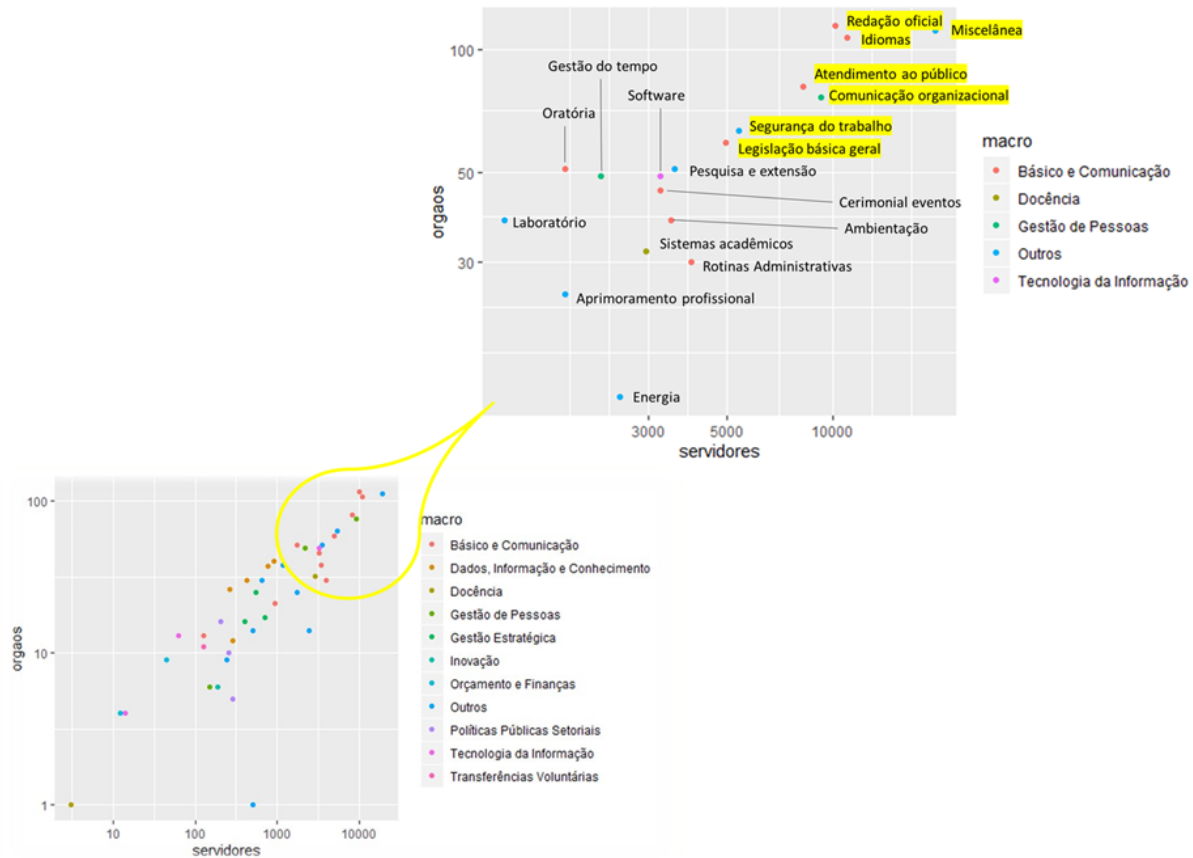 Redação oficial
Idiomas
Miscelânea
100
Gestão do tempo
Atendimento ao público
Software
Comunicação organizacional
Oratória
Segurança do trabalho
Legislação básica geral
50
Pesquisa e extensão
orgaos
Cerimonial eventos
Laboratório
Ambientação
Sistemas acadêmicos
30
Rotinas Administrativas
Aprimoramento profissional
Energia
3000 5000 10000
servidores
macro
Básico e Comunicação
Docência
Gestão de Pessoas
Outros
Tecnologia da Informação
100
10
1
orgaos
10 100 1000 10000
servidores
macro
Básico e Comunicação
Dados, Informação e Conhecimento
Docência
Gestão de Pessoas
Gestão Estratégica
Inovação
Orçamento e Finanças
Outros
Políticas Públicas Setoriais
Tecnologia da Informação
Transferências Voluntárias